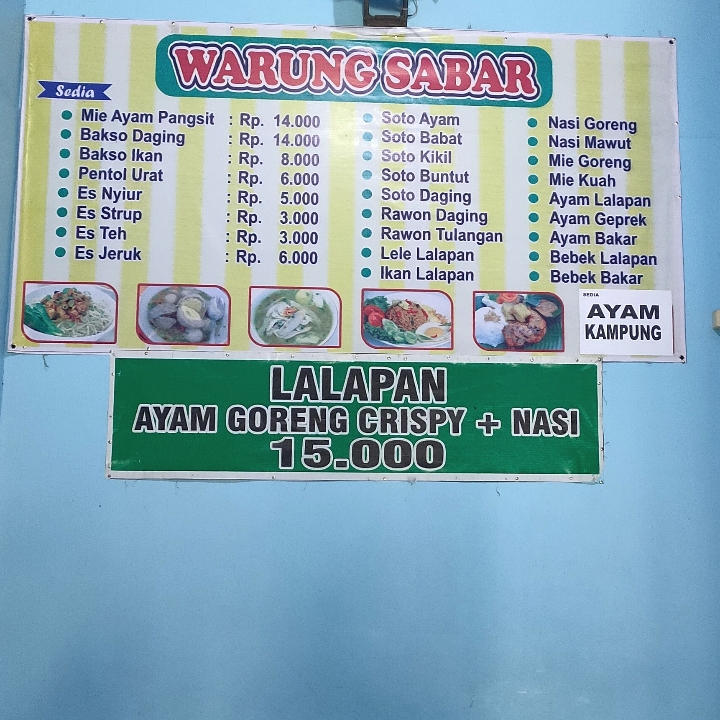 WARUNG SABAR
Sedia
Mie Ayam Pangsit : Rp. 14.000
Bakso Daging : Rp. 14.000
Bakso Ikan : Rp. 8.000
Pentol Urat : Rp. 6.000
Es Nyiur : Rp. 5.000
Es Strup : Rp. 3.000
Es Teh : Rp. 3.000
Es Jeruk : Rp. 6.000
Soto Ayam
Soto Babat
Soto Kikil
Soto Buntut
Soto Daging
Rawon Daging
Rawon Tulangan
Lele Lalapan
Ikan Lalapan
Nasi Goreng
Nasi Mawut
Mie Goreng
Mie Kuah
Ayam Lalapan
Ayam Geprek
Ayam Bakar
Bebek Lalapan
Bebek Bakar
SEDIA
AYAM
KAMPUNG
LALAPAN
AYAM GORENG CRISPY + NASI
15.000